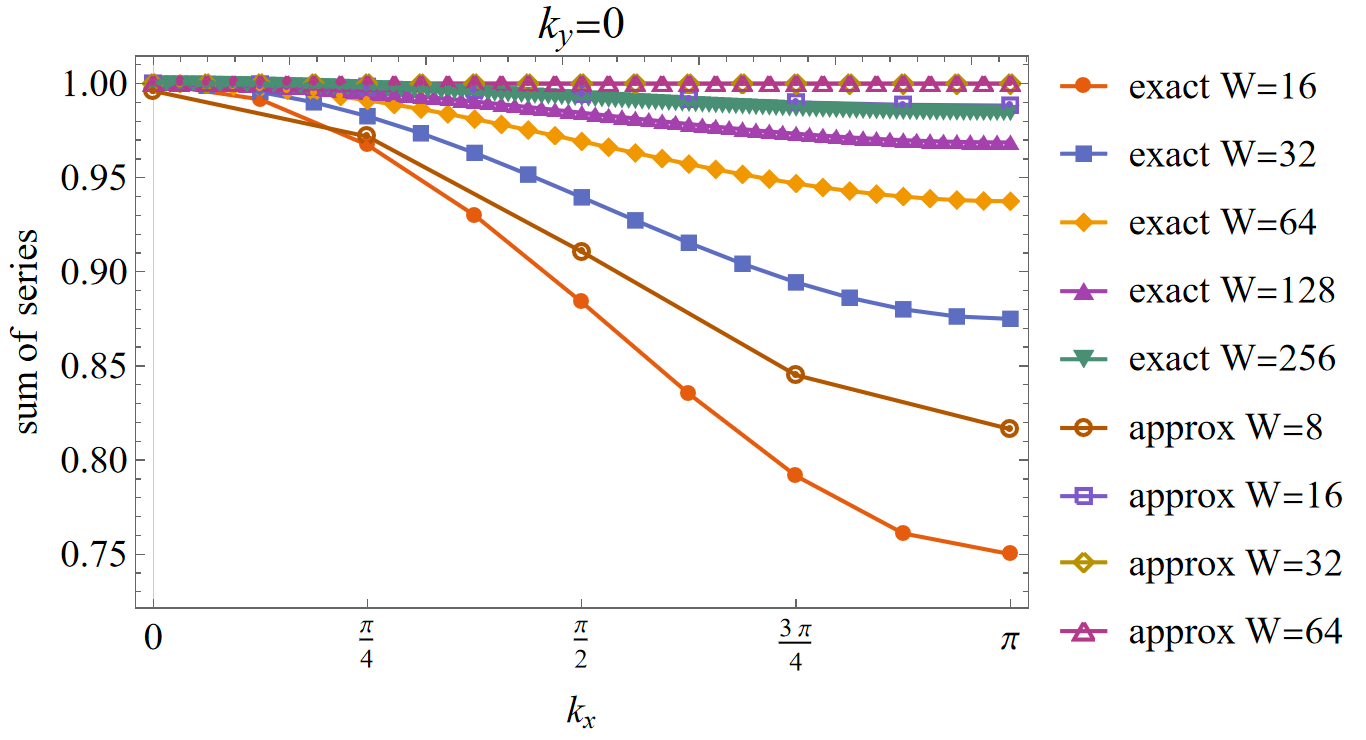 k_y=0
sum of series
1.00
0.95
0.90
0.85
0.80
0.75
0
π/4
π/2
3 π/4
π
k_x
exact W=16
exact W=32
exact W=64
exact W=128
exact W=256
approx W=8
approx W=16
approx W=32
approx W=64